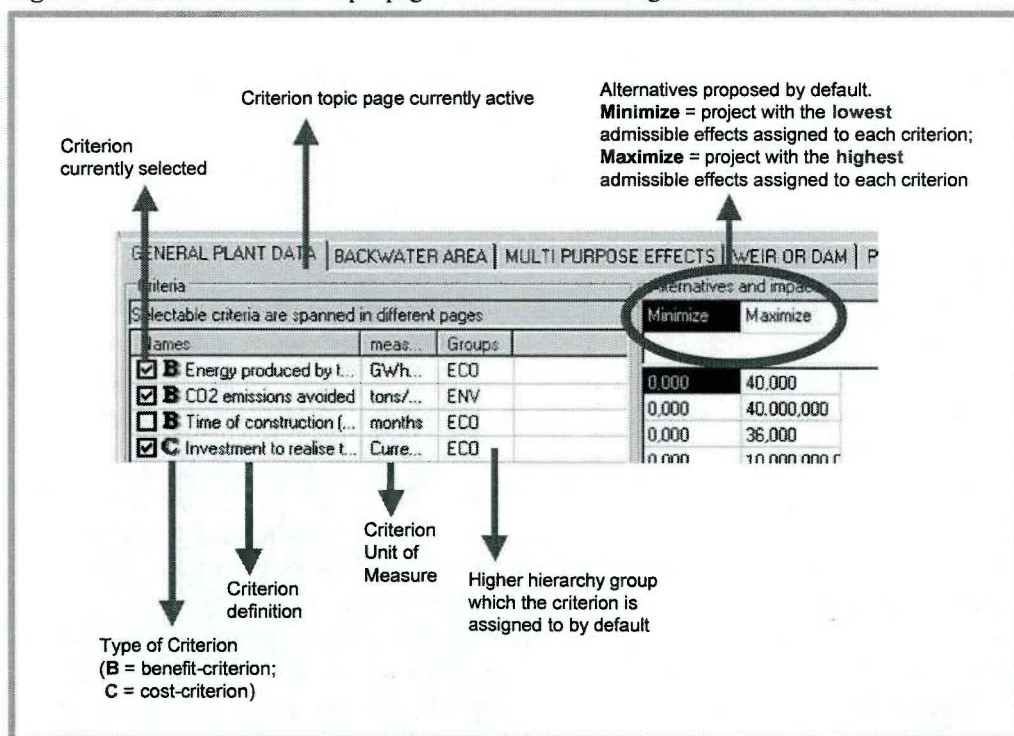 Criterion topic page currently active
Alternatives proposed by default.
Minimize = project with the lowest
admissible effects assigned to each criterion;
Maximize = project with the highest
admissible effects assigned to each criterion
Criterion
currently selected
GENERAL PLANT DATA BACKWATER AREA MULTI PURPOSE EFFECTS WEIR OR DAM P
Criteria
Alternatives and impac
Selectable criteria are spanned in different pages
Minimize Maximize
Names meas... Groups
B Energy produced by t... GWh... ECO 0,000 40,000
B CO2 emissions avoided tons/... ENV 0,000 40.000,000
B Time of construction (... months ECO 0,000 36,000
C Investment to realise t... Curre... ECO 0,000
Criterion
Unit of
Measure
Criterion
definition
Higher hierarchy group
which the criterion is
assigned to by default
Type of Criterion
(B = benefit-criterion;
C = cost-criterion)